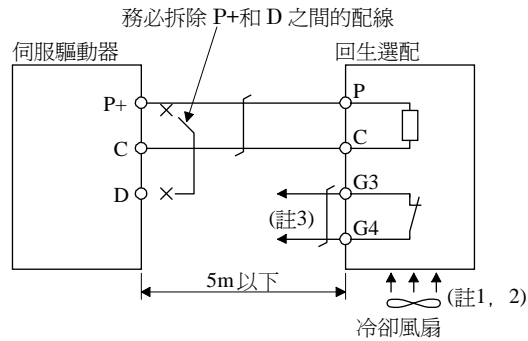 務必拆除 P+和 D 之間的配線
伺服驅動器
回生選配
P+
P
C
C
D
G3
(註3)
G4
5m以下
(註1, 2)
冷卻風扇